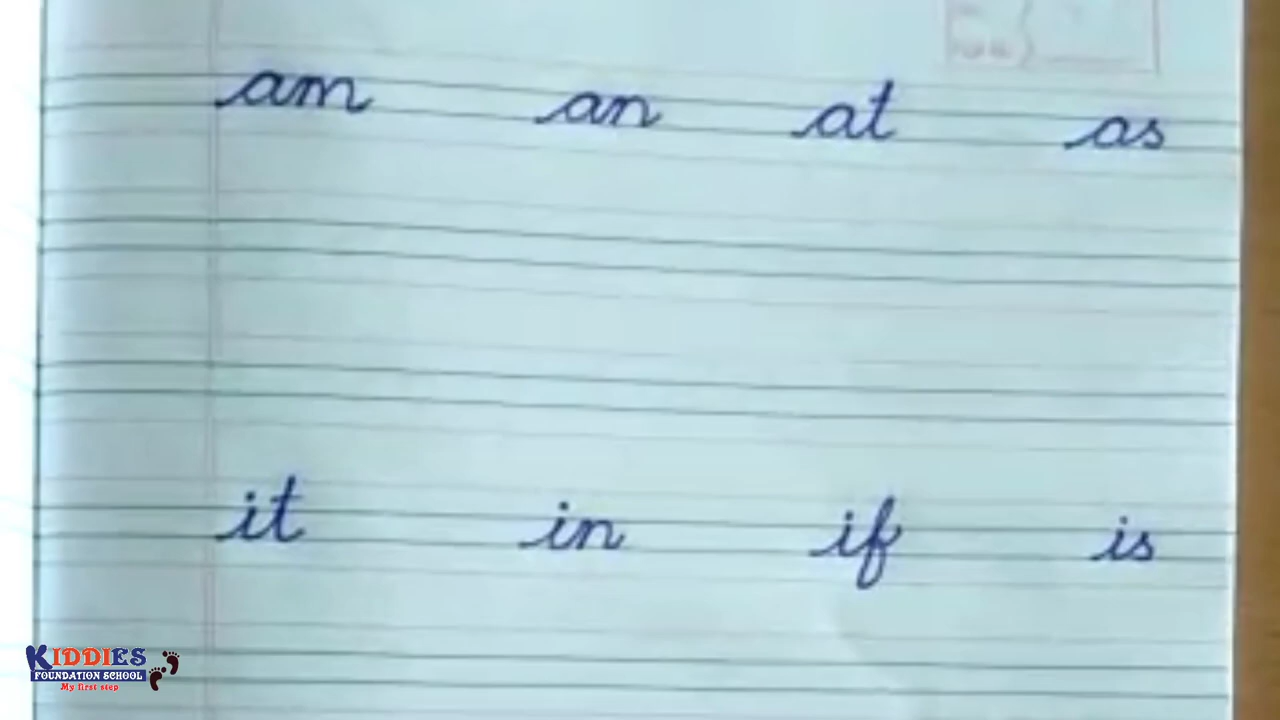 am an at as
it in if is
KIDDIES
FOUNDATION SCHOOL
My first step